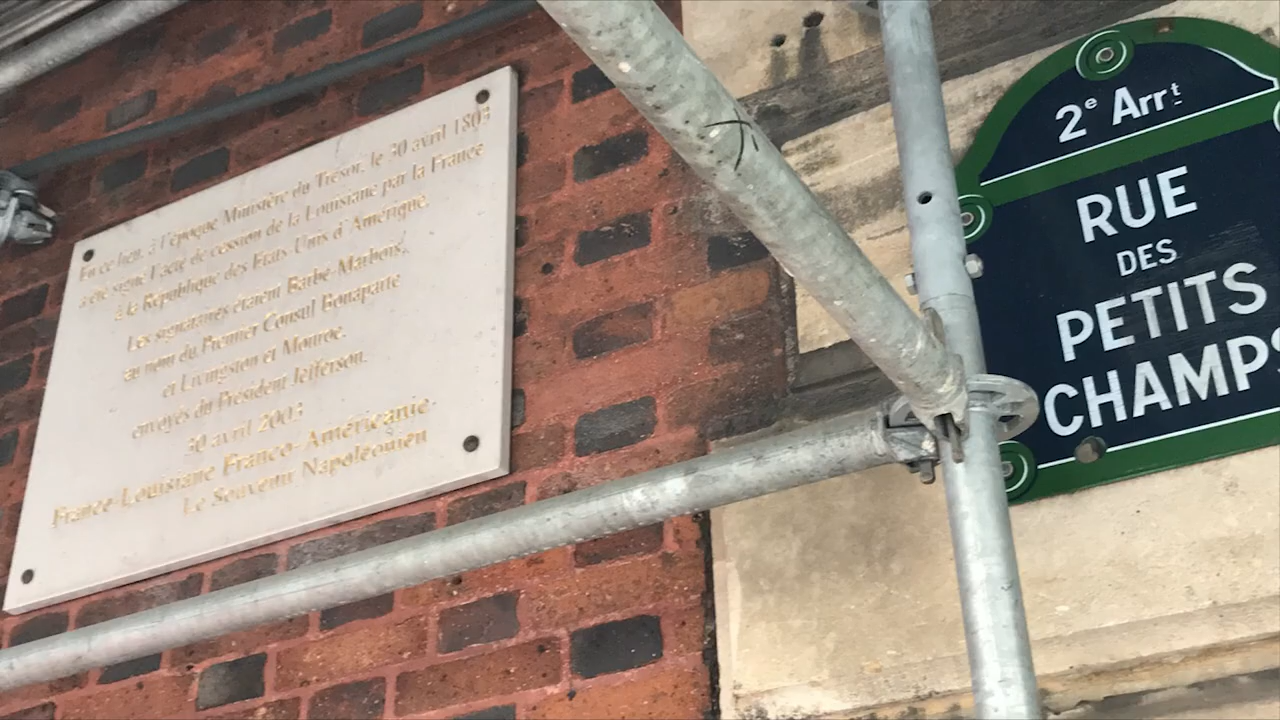 En ce lieu, à l'époque Ministère du Trésor, le 30 avril 1803
a été signé l'acte de cession de la Louisiane par la France
à la République des Etats Unis d'Amérique.
Les signataires étaient Barbé-Marbois,
au nom du Premier Consul Bonaparte
et Livingston et Monroe,
envoyés du Président Jefferson.
30 avril 2003
France-Louisiane Franco-Américanie
Le Souvenir Napoléonien
2e Arrt
RUE
DES
PETITS
CHAMPS